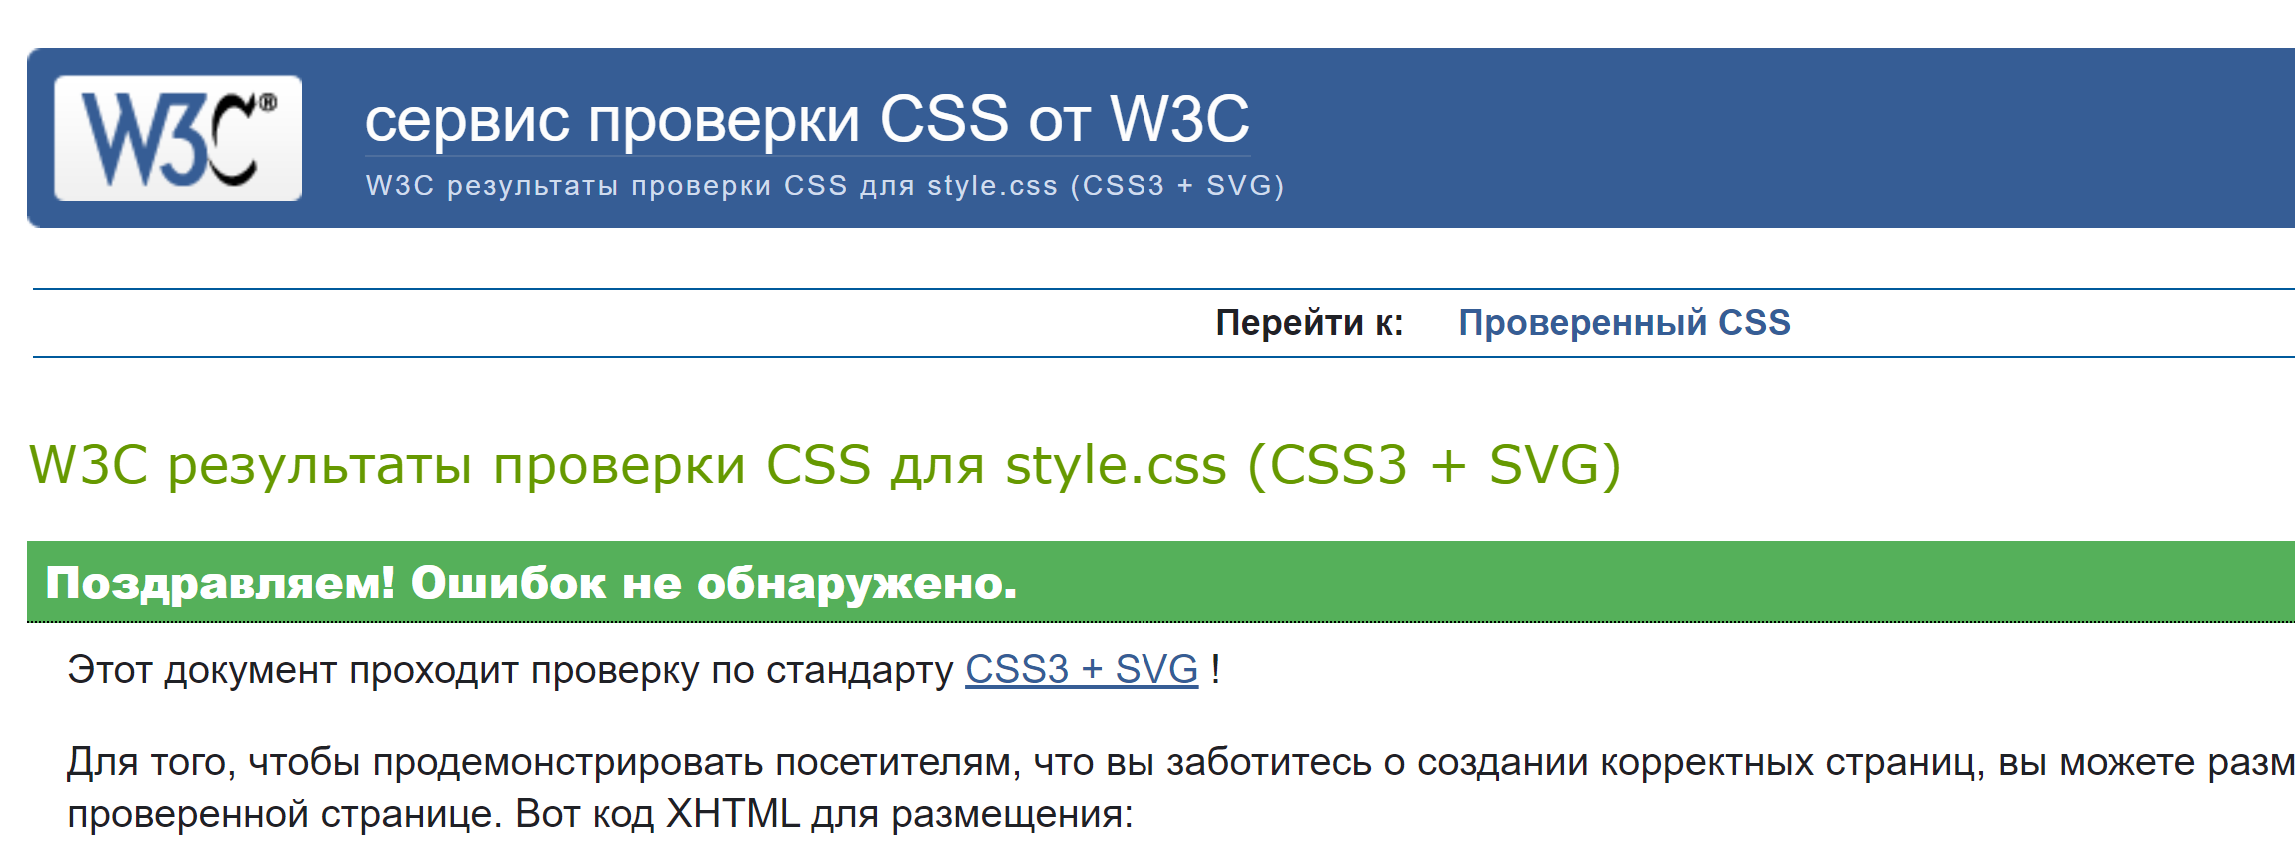 W3C®
сервис проверки CSS от W3C
W3C результаты проверки CSS для style.css (CSS3 + SVG)
Перейти к: Проверенный CSS
W3C результаты проверки CSS для style.css (CSS3 + SVG)
Поздравляем! Ошибок не обнаружено.
Этот документ проходит проверку по стандарту CSS3 + SVG !
Для того, чтобы продемонстрировать посетителям, что вы заботитесь о создании корректных страниц, вы можете разм
проверенной странице. Вот код XHTML для размещения: